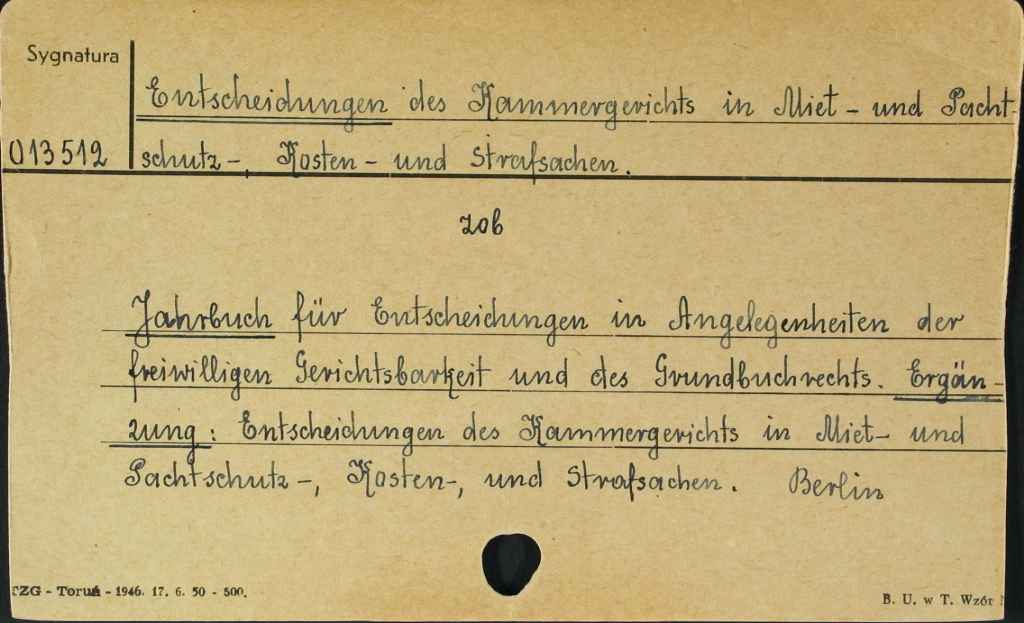 Sygnatura
Entscheidungen des Kammergerichts in Miet - und Pacht-
013512 schutz -, Kosten - und Strafsachen.
zob
Jahrbuch für Entscheidungen in Angelegenheiten der
freiwilligen Gerichtsbarkeit und des Grundbuchrechts. Ergän-
zung: Entscheidungen des Kammergerichts in Miet- und
Pachtschutz -, Kosten-, und Strafsachen. Berlin
TZG - Toruń - 1946. 17. 6. 50 - 500.
B. U. w T. Wzór